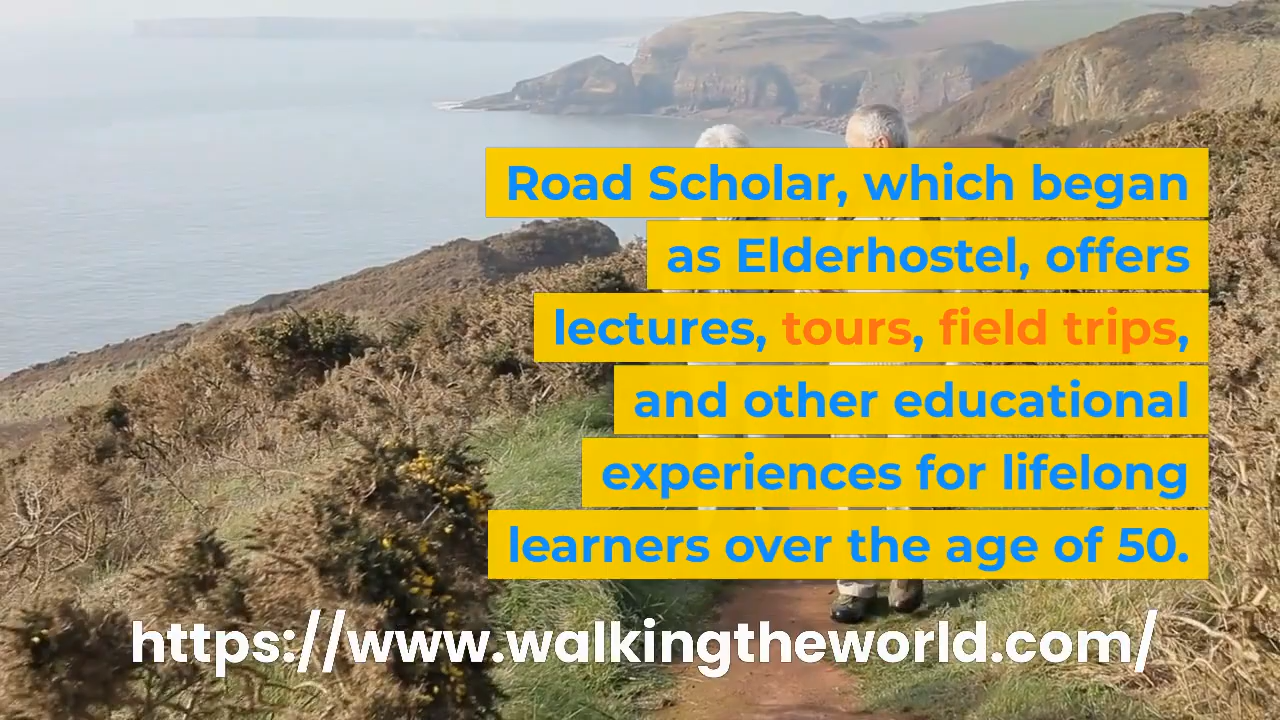 Road Scholar, which began
as Elderhostel, offers
lectures, tours, field trips,
and other educational
experiences for lifelong
learners over the age of 50.
https://www.walkingtheworld.com/